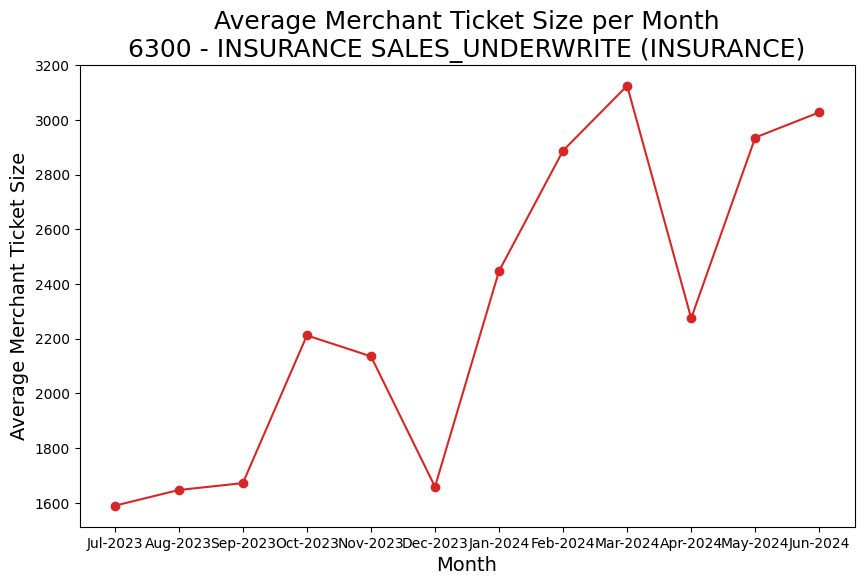 Average Merchant Ticket Size per Month
6300 - INSURANCE SALES_UNDERWRITE (INSURANCE)
Average Merchant Ticket Size
3200
3000
2800
2600
2400
2200
2000
1800
1600
Jul-2023 Aug-2023 Sep-2023 Oct-2023 Nov-2023 Dec-2023 Jan-2024 Feb-2024 Mar-2024 Apr-2024 May-2024 Jun-2024
Month